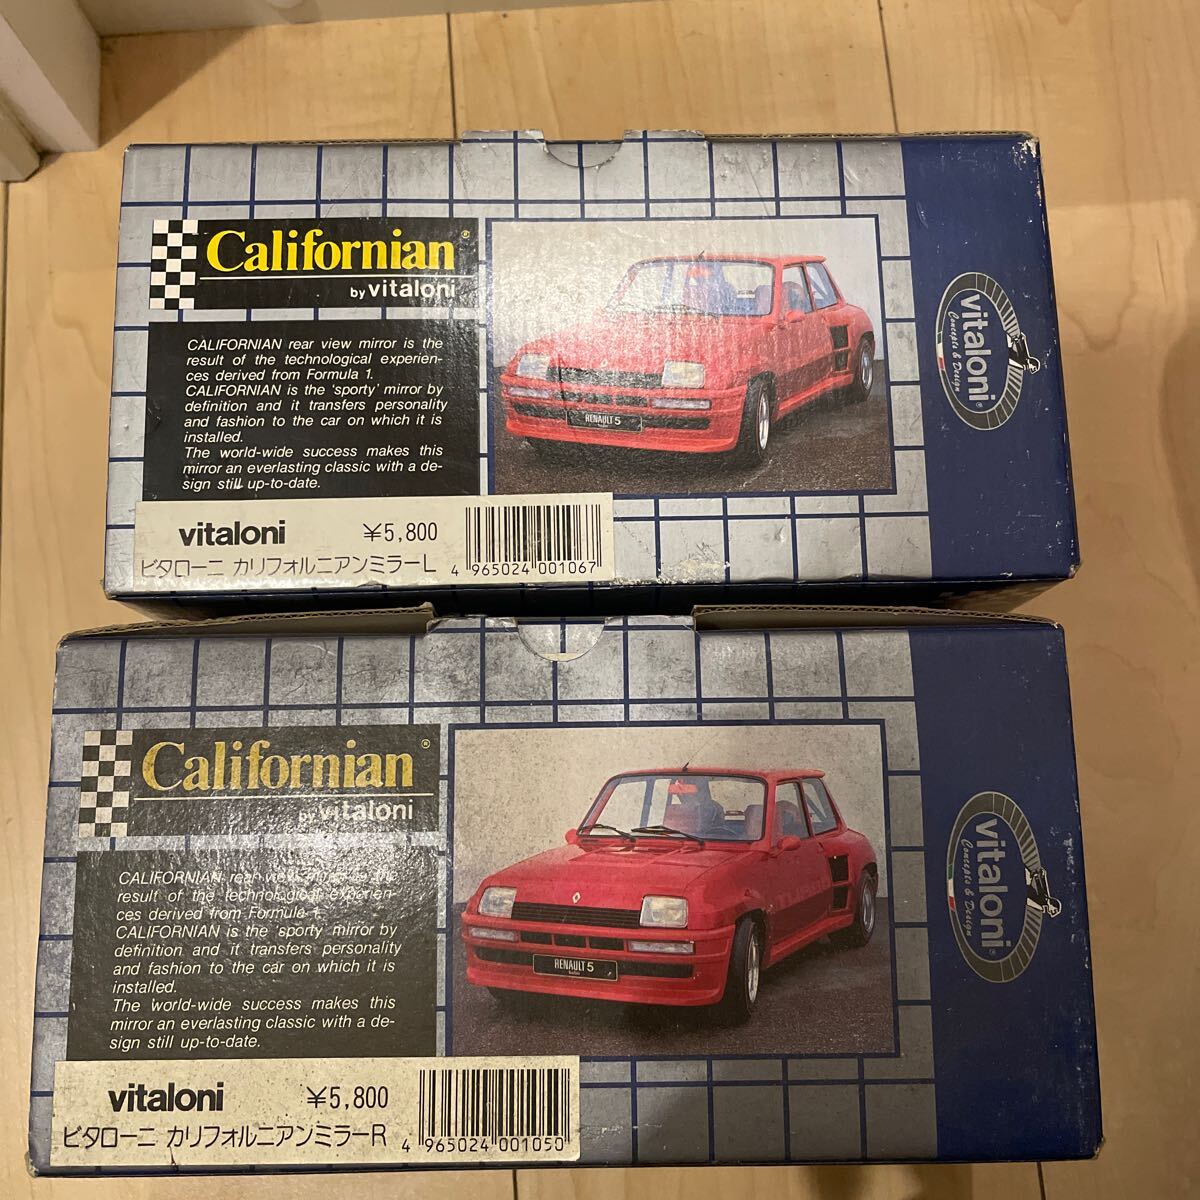 Californian®
by vitaloni
CALIFORNIAN rear view mirror is the
result of the technological experien-
ces derived from Formula 1.
CALIFORNIAN is the 'sporty' mirror by
definition and it transfers personality
and fashion to the car on which it is
installed.
The world-wide success makes this
mirror an everlasting classic with a de-
sign still up-to-date.
RENAULT 5
turbo
vitaloni®
Concepts & Design
vitaloni ¥5,800
ビタローニ カリフォルニアンミラーL
4 965024 001067
Californian®
by vitaloni
CALIFORNIAN rear view mirror is the
result of the technological experien-
ces derived from Formula 1.
CALIFORNIAN is the 'sporty' mirror by
definition and it transfers personality
and fashion to the car on which it is
installed.
The world-wide success makes this
mirror an everlasting classic with a de-
sign still up-to-date.
RENAULT 5
turbo
vitaloni®
Concepts & Design
vitaloni ¥5,800
ビタローニ カリフォルニアンミラーR
4 965024 001050